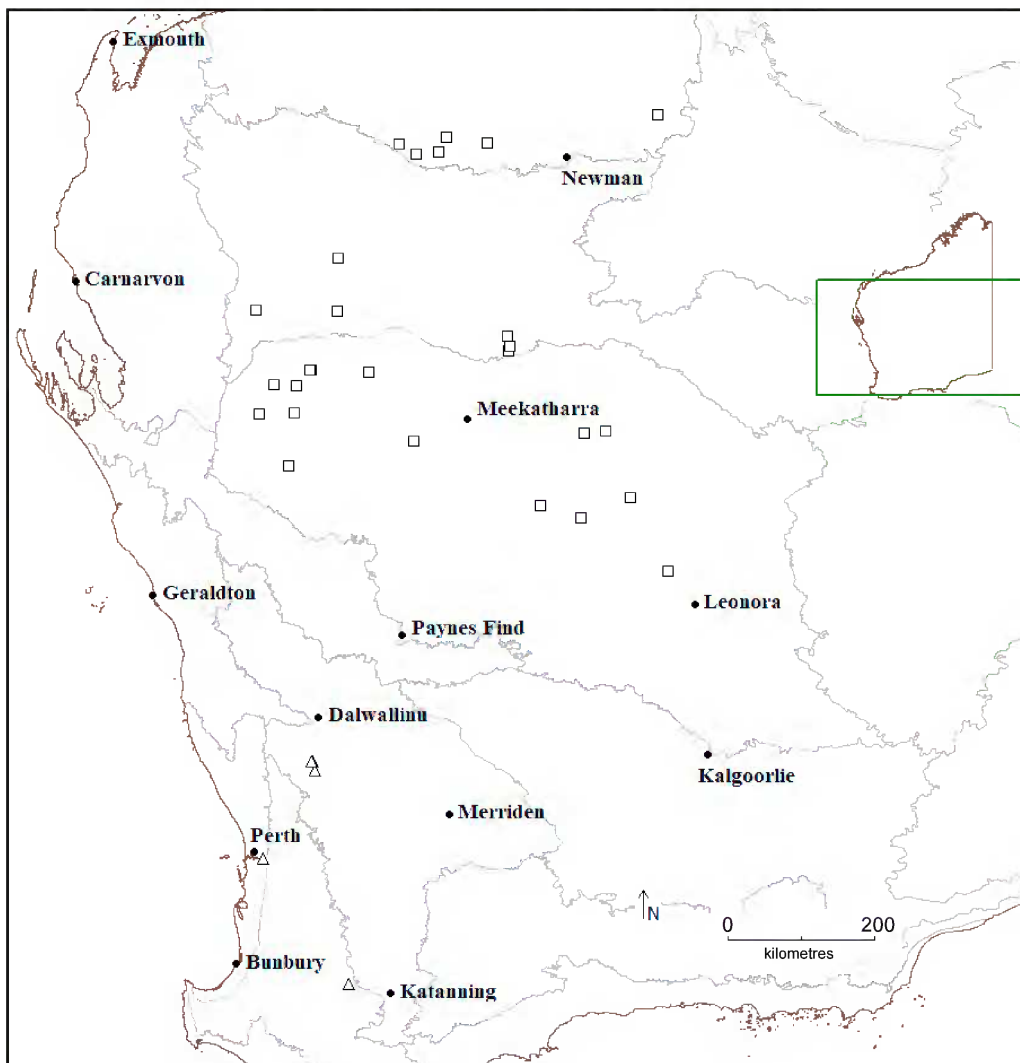 Exmouth
Newman
Carnarvon
Meekatharra
Geraldton
Leonora
Paynes Find
Dalwallinu
Kalgoorlie
Merriden
Perth
N
0 200
kilometres
Bunbury
Katanning